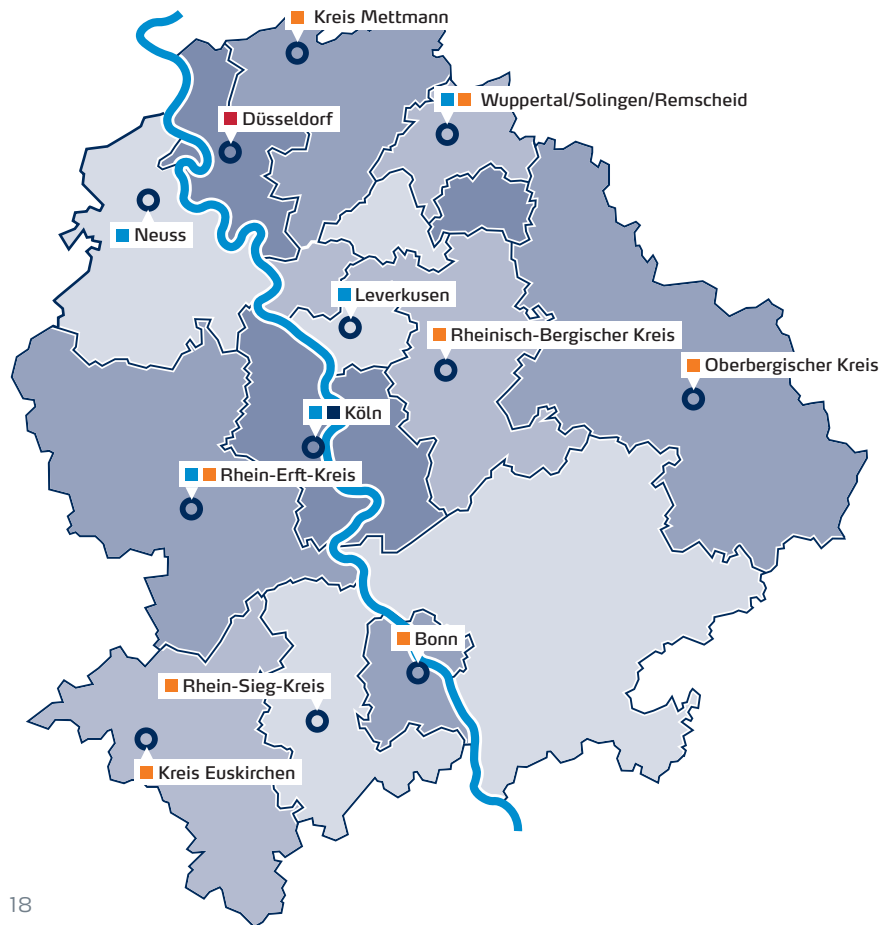 Kreis Mettmann
Wuppertal/Solingen/Remscheid
Düsseldorf
Neuss
Leverkusen
Rheinisch-Bergischer Kreis
Oberbergischer Kreis
Köln
Rhein-Erft-Kreis
Bonn
Rhein-Sieg-Kreis
Kreis Euskirchen
18